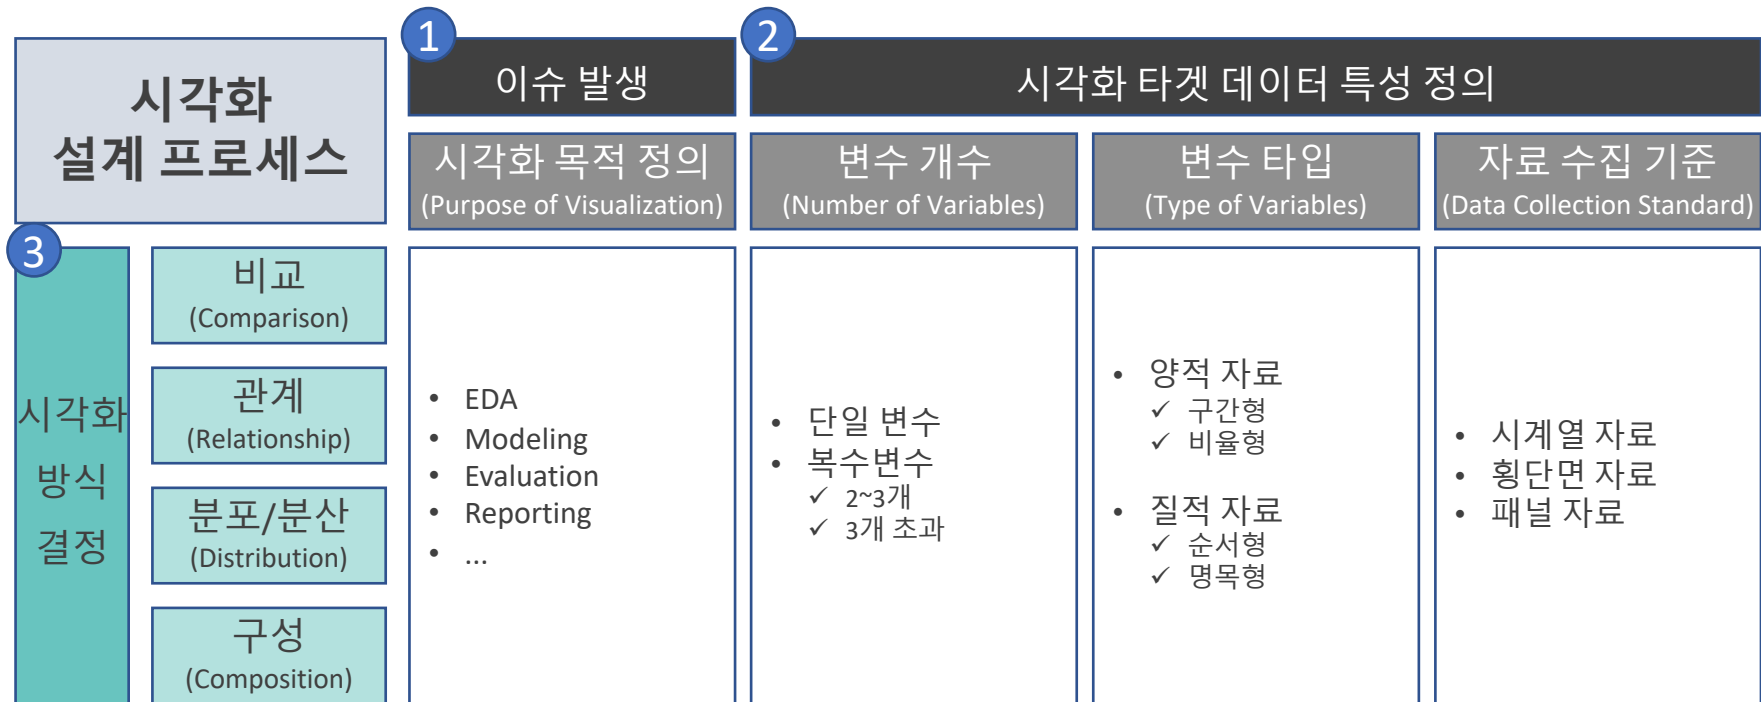 시각화
설계 프로세스
1
이슈 발생
2
시각화 타겟 데이터 특성 정의
시각화 목적 정의
(Purpose of Visualization)
변수 개수
(Number of Variables)
변수 타입
(Type of Variables)
자료 수집 기준
(Data Collection Standard)
3
시각화
방식
결정
비교
(Comparison)
관계
(Relationship)
분포/분산
(Distribution)
구성
(Composition)
• EDA
• Modeling
• Evaluation
• Reporting
• ...
• 단일 변수
• 복수변수
✓ 2~3개
✓ 3개 초과
• 양적 자료
✓ 구간형
✓ 비율형
• 질적 자료
✓ 순서형
✓ 명목형
• 시계열 자료
• 횡단면 자료
• 패널 자료